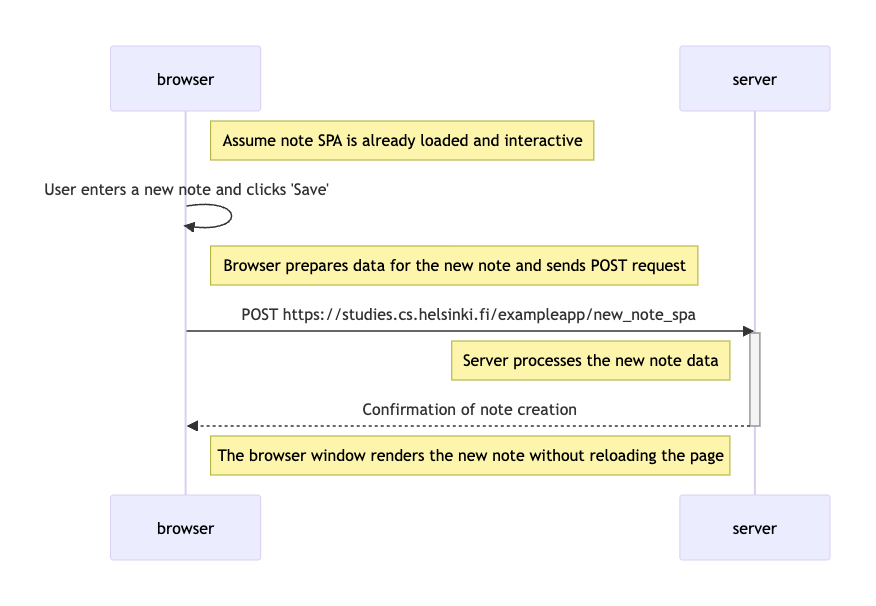 browser
server
Assume note SPA is already loaded and interactive
User enters a new note and clicks 'Save'
Browser prepares data for the new note and sends POST request
POST https://studies.cs.helsinki.fi/exampleapp/new_note_spa
Server processes the new note data
Confirmation of note creation
The browser window renders the new note without reloading the page
browser
server